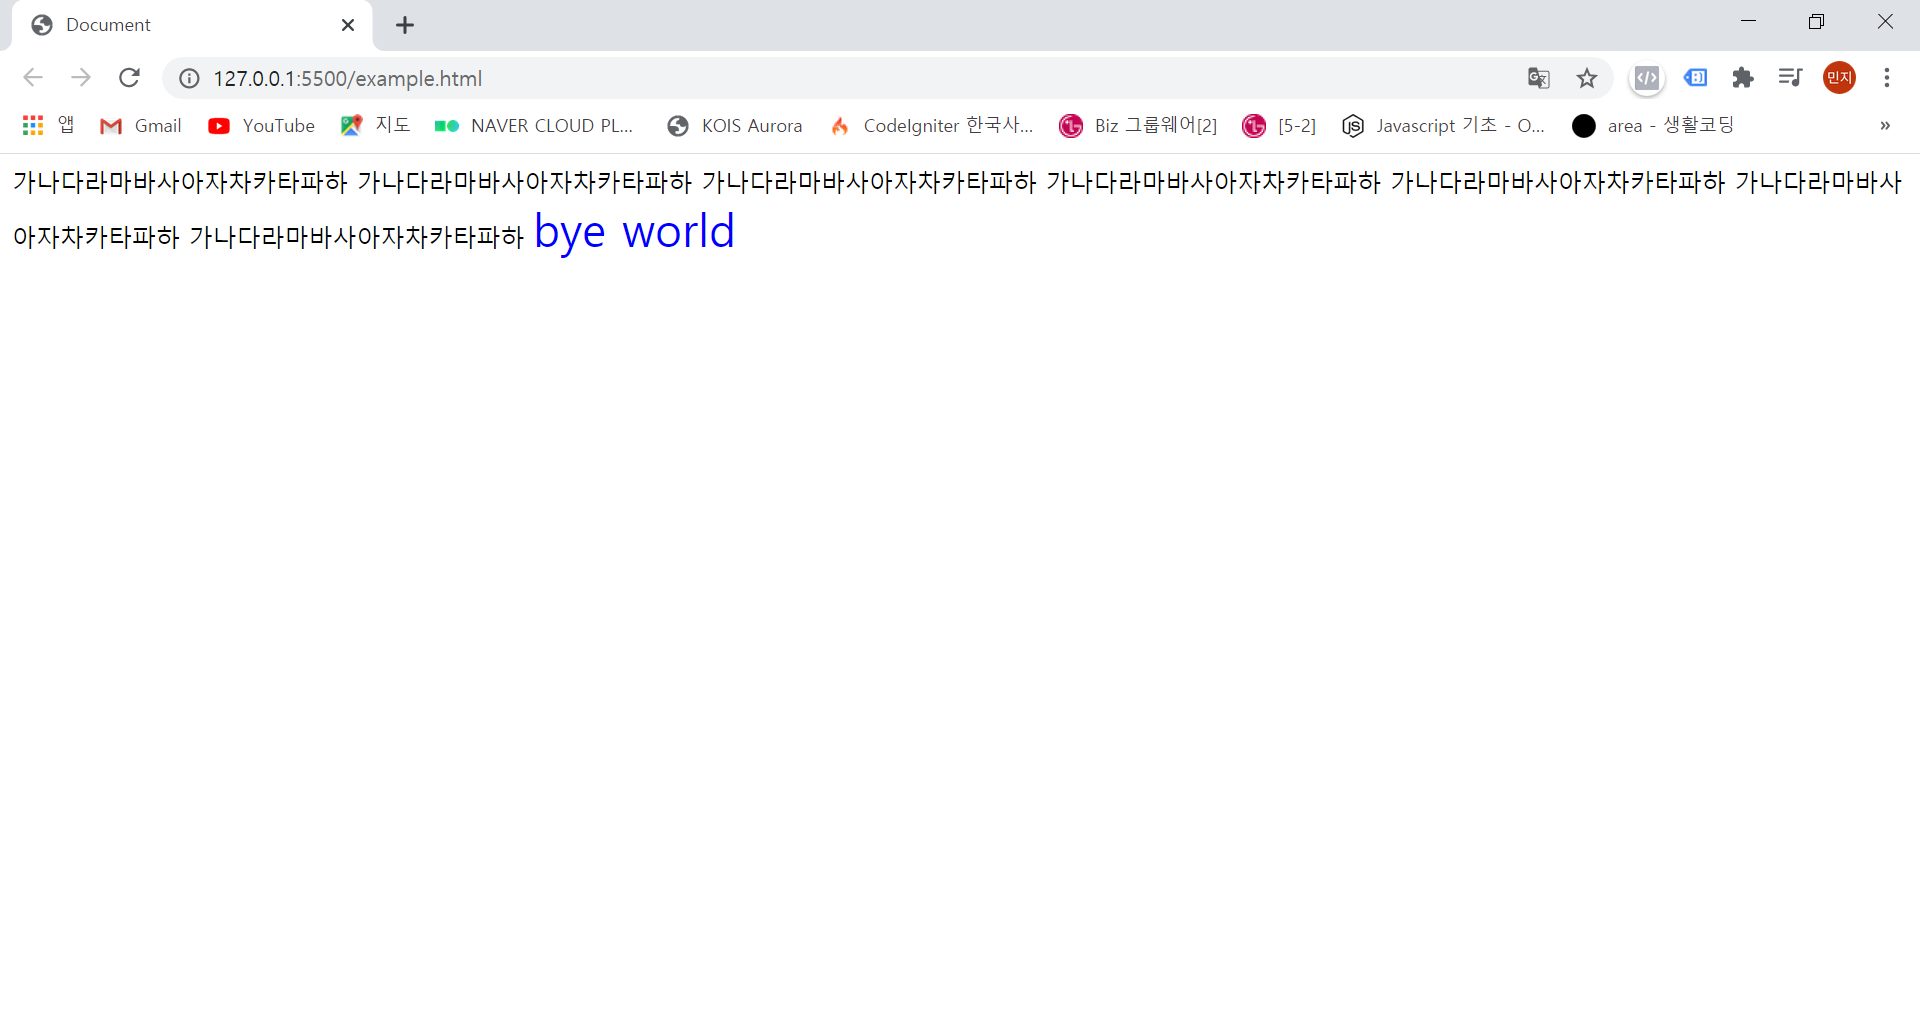 Document
127.0.0.1:5500/example.html
민지
앱 Gmail YouTube 지도 NAVER CLOUD PL... KOIS Aurora CodeIgniter 한국사... Biz 그룹웨어[2] [5-2] Javascript 기초 - O... area - 생활코딩 »
가나다라마바사아자차카타파하 가나다라마바사아자차카타파하 가나다라마바사아자차카타파하 가나다라마바사아자차카타파하 가나다라마바사아자차카타파하 가나다라마바사
아자차카타파하 가나다라마바사아자차카타파하 bye world